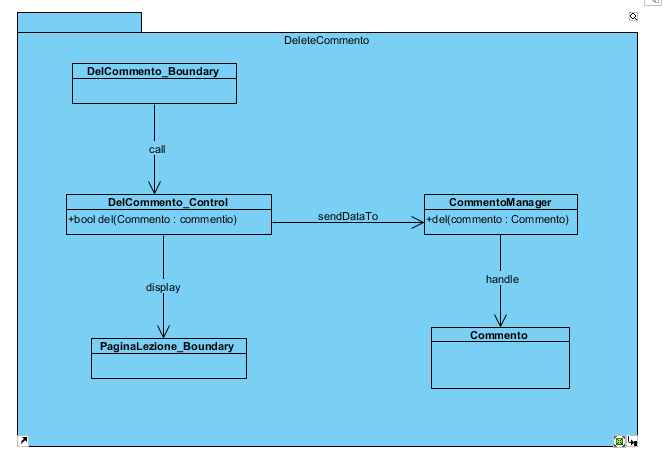 DeleteCommento
DelCommento_Boundary
call
DelCommento_Control
+bool del(Commento : commentio)
sendDataTo
CommentoManager
+del(commento : Commento)
display
handle
PaginaLezione_Boundary
Commento